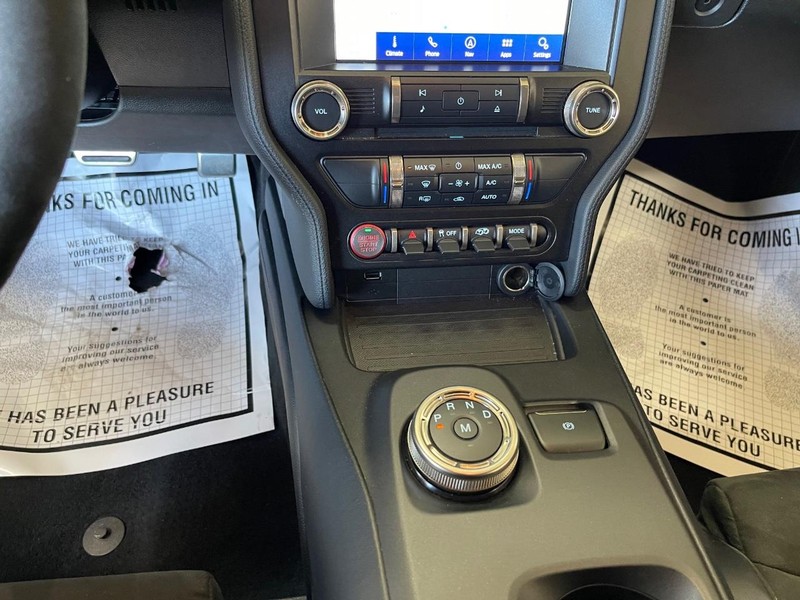 Climate Phone Nav Apps Settings
VOL
TUNE
MAX MAX A/C
- +
A/C
R AUTO
ENGINE
START
STOP
OFF
MODE
P R N D
M
P
KS FOR COMING IN
WE HAVE TRIED TO KEEP
YOUR CARPETING CLEAN
WITH THIS PAPER MAT
A customer is
the most important person
in the world to us.
Your suggestions for
improving our service
are always welcome.
HAS BEEN A PLEASURE
TO SERVE YOU
THANKS FOR COMING I
WE HAVE TRIED TO KEEP
YOUR CARPETING CLEAN
WITH THIS PAPER MAT
A customer is
the most important person
in the world to us.
Your suggestions for
improving our service
are always welcome.
HAS BEEN A PLEASURE
TO SERVE YOU